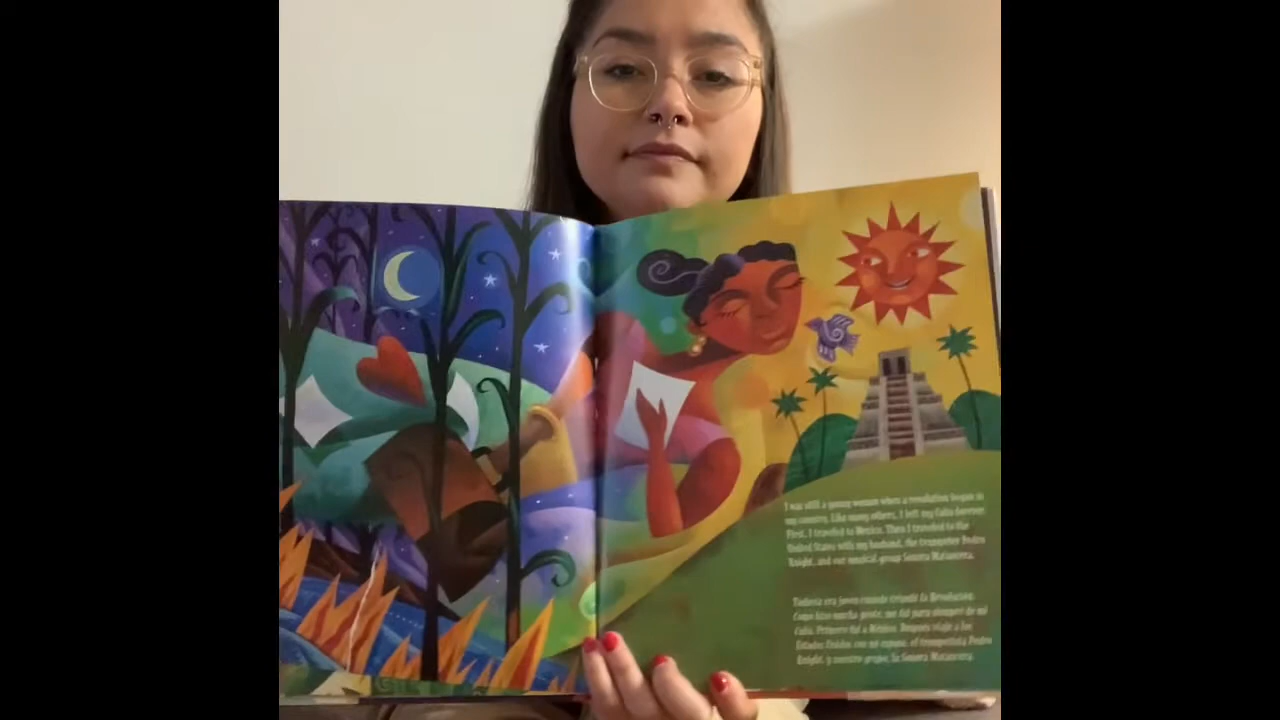 I was still a young woman when a revolution began in
my country. Like many others, I left my Cuba forever.
First, I traveled to Mexico. Then I traveled to the
United States with my husband, the trumpeter Pedro
Knight, and our musical group Sonora Matancera.
Todavía era joven cuando estalló la Revolución.
Como hizo mucha gente, me fui para siempre de mi
Cuba. Primero fui a México. Después viajé a los
Estados Unidos con mi esposo, el trompetista Pedro
Knight, y nuestro grupo, la Sonora Matancera.